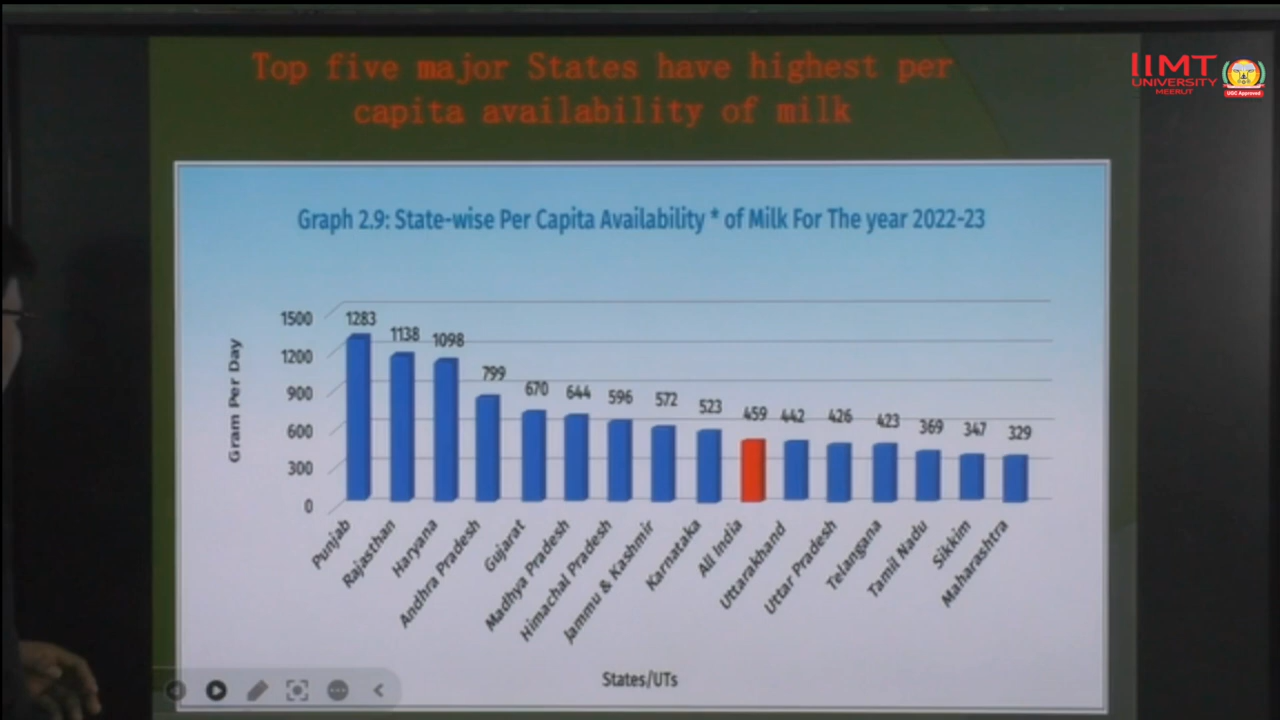 Top five major States have highest per
capita availability of milk
IIMT
UNIVERSITY
MEERUT
UGC Approved
Graph 2.9: State-wise Per Capita Availability * of Milk For The year 2022-23
Gram Per Day
1500
1200
900
600
300
0
1283
1138
1098
799
670
644
596
572
523
459
442
426
423
369
347
329
Punjab
Rajasthan
Haryana
Andhra Pradesh
Gujarat
Madhya Pradesh
Himachal Pradesh
Jammu & Kashmir
Karnataka
All India
Uttarakhand
Uttar Pradesh
Telangana
Tamil Nadu
Sikkim
Maharashtra
States/UTs